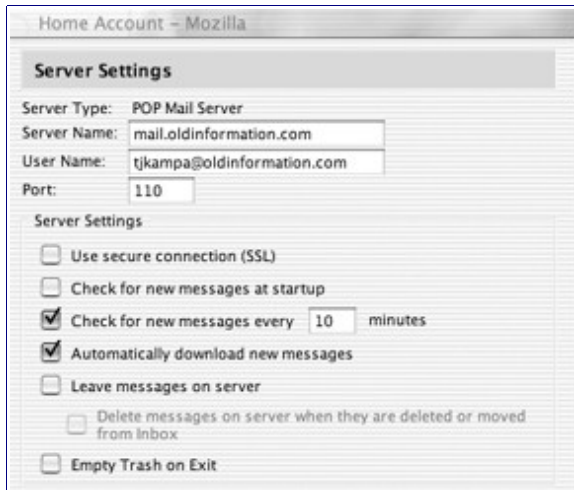 Home Account – Mozilla
Server Settings
Server Type: POP Mail Server
Server Name: mail.oldinformation.com
User Name: tjkampa@oldinformation.com
Port: 110
Server Settings
Use secure connection (SSL)
Check for new messages at startup
Check for new messages every 10 minutes
Automatically download new messages
Leave messages on server
Delete messages on server when they are deleted or moved
from Inbox
Empty Trash on Exit